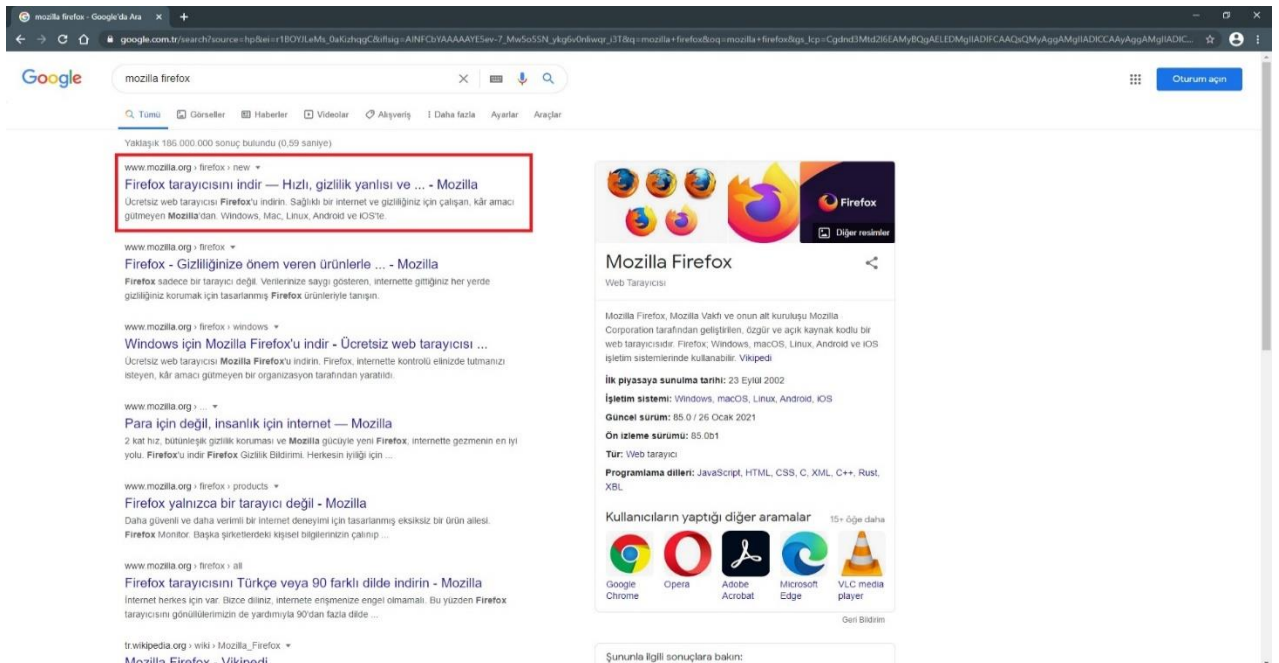 mozilla firefox - Google'da Ara
google.com.tr/search?source=hp&ei=r1BOYJLeMs_0aKizhqgC&iflsig=AINFCbYAAAAAYE5ev-7_Mw5o5SN_ykg6v0nliwqr_i3T&q=mozilla+firefox&oq=mozilla+firefox&gs_lcp=
Google
mozilla firefox
Oturum açın
Tümü Görseller Haberler Videolar Alışveriş Daha fazla Ayarlar Araçlar
Yaklaşık 186.000.000 sonuç bulundu (0,59 saniye)
www.mozilla.org › firefox › new
Firefox tarayıcısını indir — Hızlı, gizlilik yanlısı ve ... - Mozilla
Ücretsiz web tarayıcısı Firefox'u indirin. Sağlıklı bir internet ve gizliliğiniz için çalışan, kâr amacı
gütmeyen Mozilla'dan. Windows, Mac, Linux, Android ve iOS'te.
www.mozilla.org › firefox
Firefox - Gizliliğinize önem veren ürünlerle ... - Mozilla
Firefox sadece bir tarayıcı değil. Verilerinize saygı gösteren, internette gittiğiniz her yerde
gizliliğiniz korumak için tasarlanmış Firefox ürünleriyle tanışın.
www.mozilla.org › firefox › windows
Windows için Mozilla Firefox'u indir - Ücretsiz web tarayıcısı ...
Ücretsiz web tarayıcısı Mozilla Firefox'u indirin. Firefox, internette kontrolü elinizde tutmanızı
isteyen, kâr amacı gütmeyen bir organizasyon tarafından yaratıldı.
www.mozilla.org › ...
Para için değil, insanlık için internet — Mozilla
2 kat hız, bütünleşik gizlilik koruması ve Mozilla gücüyle yeni Firefox, internette gezmenin en iyi
yolu. Firefox'u indir Firefox Gizlilik Bildirimi. Herkesin iyiliği için ...
www.mozilla.org › firefox › products
Firefox yalnızca bir tarayıcı değil - Mozilla
Daha güvenli ve daha verimli bir internet deneyimi için tasarlanmış eksiksiz bir ürün ailesi.
Firefox Monitor. Başka şirketlerdeki kişisel bilgilerinizin çalınıp ...
www.mozilla.org › firefox › all
Firefox tarayıcısını Türkçe veya 90 farklı dilde indirin - Mozilla
İnternet herkes için var. Bizce diliniz, internete erişmenize engel olmamalı. Bu yüzden Firefox
tarayıcısını gönüllülerimizin de yardımıyla 90'dan fazla dilde ...
tr.wikipedia.org › wiki › Mozilla_Firefox
Mozilla Firefox - Vikipedi
Firefox
Diğer resimler
Mozilla Firefox
Web Tarayıcısı
Mozilla Firefox, Mozilla Vakfı ve onun alt kuruluşu Mozilla
Corporation tarafından geliştirilen, özgür ve açık kaynak kodlu bir
web tarayıcısıdır. Firefox; Windows, macOS, Linux, Android ve iOS
işletim sistemlerinde kullanabilir. Vikipedi
İlk piyasaya sunulma tarihi: 23 Eylül 2002
İşletim sistemi: Windows, macOS, Linux, Android, iOS
Güncel sürüm: 85.0 / 26 Ocak 2021
Ön izleme sürümü: 85.0b1
Tür: Web tarayıcı
Programlama dilleri: JavaScript, HTML, CSS, C, XML, C++, Rust,
XBL
Kullanıcıların yaptığı diğer aramalar 15+ öğe daha
Google Chrome
Opera
Adobe Acrobat
Microsoft Edge
VLC media player
Geri Bildirim
Şununla ilgili sonuçlara bakın: